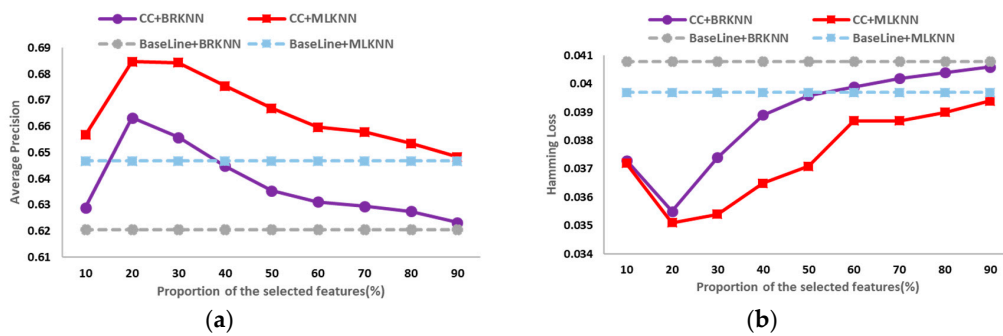 CC+BRKNN CC+MLKNN
BaseLine+BRKNN BaseLine+MLKNN
0.69
0.68
0.67
0.66
0.65
0.64
0.63
0.62
0.61
Average Precision
10 20 30 40 50 60 70 80 90
Proportion of the selected features(%)
(a)
CC+BRKNN CC+MLKNN
BaseLine+BRKNN BaseLine+MLKNN
0.041
0.04
0.039
0.038
0.037
0.036
0.035
0.034
Hamming Loss
10 20 30 40 50 60 70 80 90
Proportion of the selected features(%)
(b)